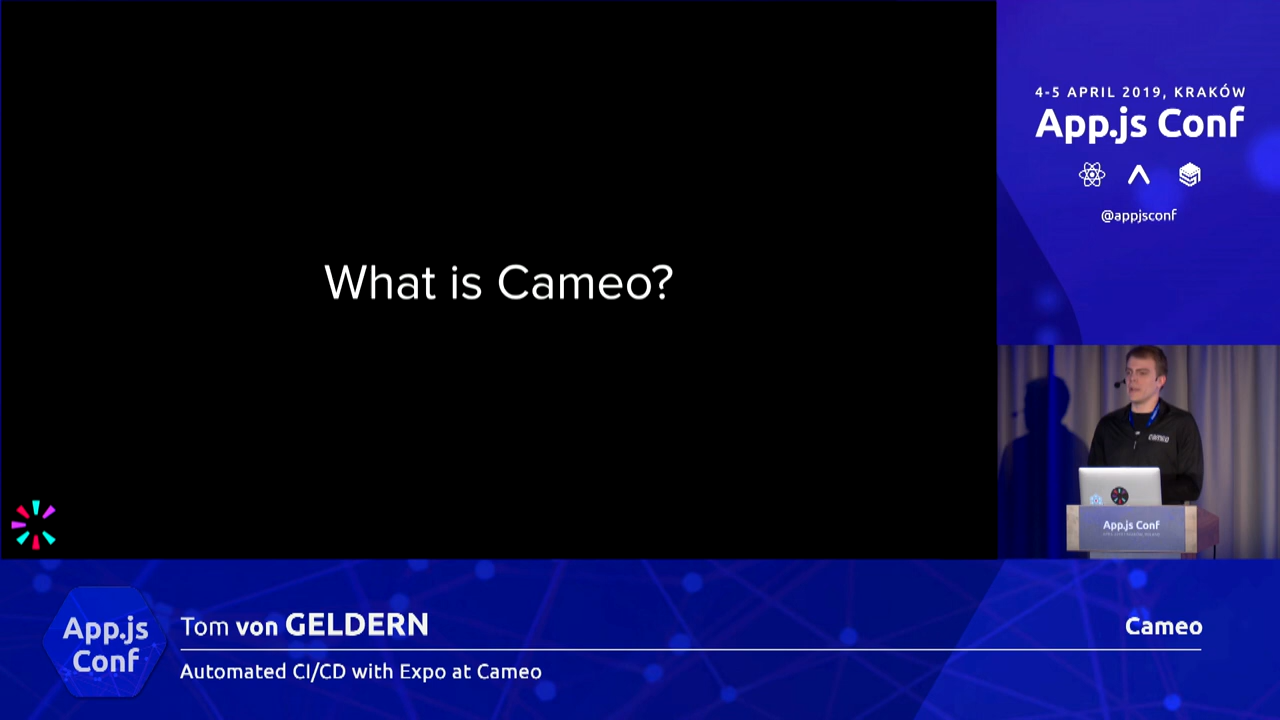 What is Cameo?
4-5 APRIL 2019, KRAKÓW
App.js Conf
@appjsconf
cameo
App.js Conf
App.js
Conf
Tom von GELDERN
Cameo
Automated CI/CD with Expo at Cameo